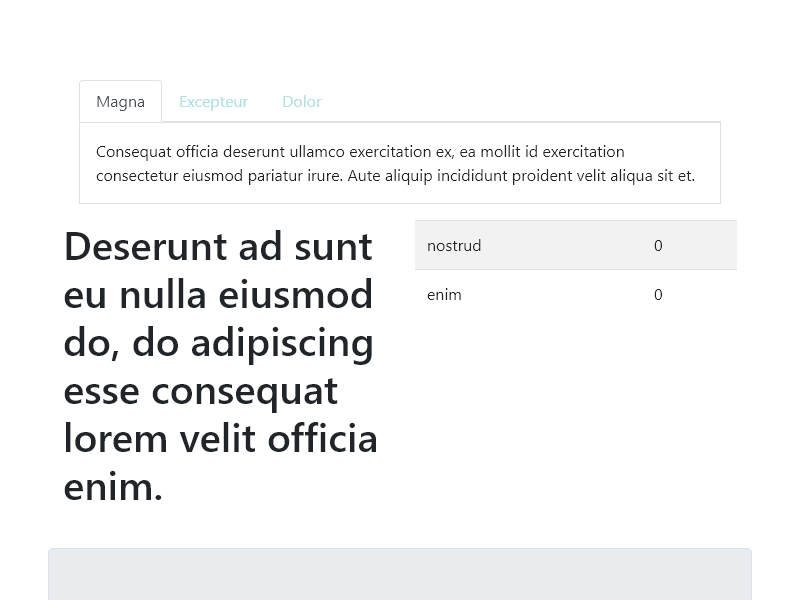 Magna Excepteur Dolor
Consequat officia deserunt ullamco exercitation ex, ea mollit id exercitation
consectetur eiusmod pariatur irure. Aute aliquip incididunt proident velit aliqua sit et.
Deserunt ad sunt
eu nulla eiusmod
do, do adipiscing
esse consequat
lorem velit officia
enim.
nostrud 0
enim 0